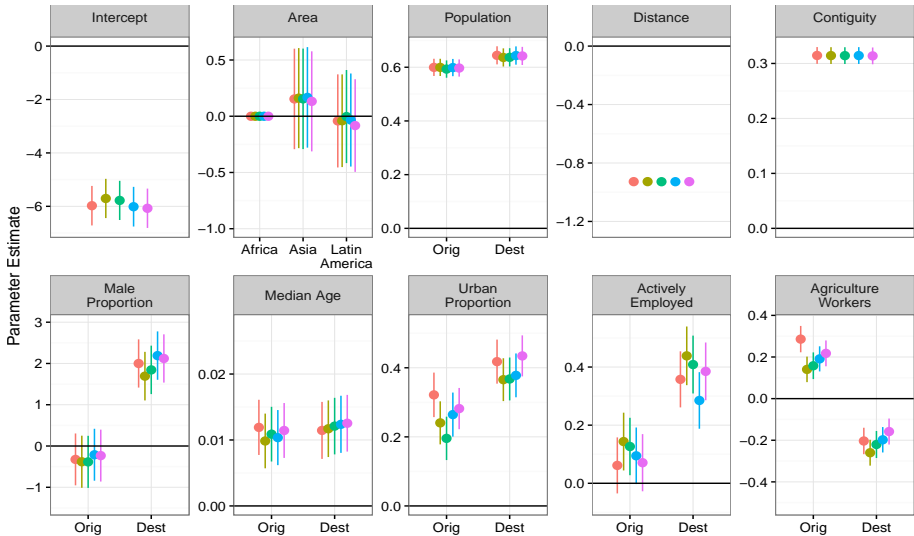 Intercept
Area
Population
Distance
Contiguity
0
−2
−4
−6
0.5
0.0
−0.5
−1.0
0.6
0.4
0.2
0.0
0.0
−0.4
−0.8
−1.2
0.3
0.2
0.1
0.0
Africa
Asia
Latin
America
Orig
Dest
Parameter Estimate
Male
Proportion
Median Age
Urban
Proportion
Actively
Employed
Agriculture
Workers
3
2
1
0
−1
0.02
0.01
0.00
0.4
0.2
0.0
0.4
0.2
0.0
0.4
0.2
0.0
−0.2
−0.4
Orig
Dest
Orig
Dest
Orig
Dest
Orig
Dest
Orig
Dest